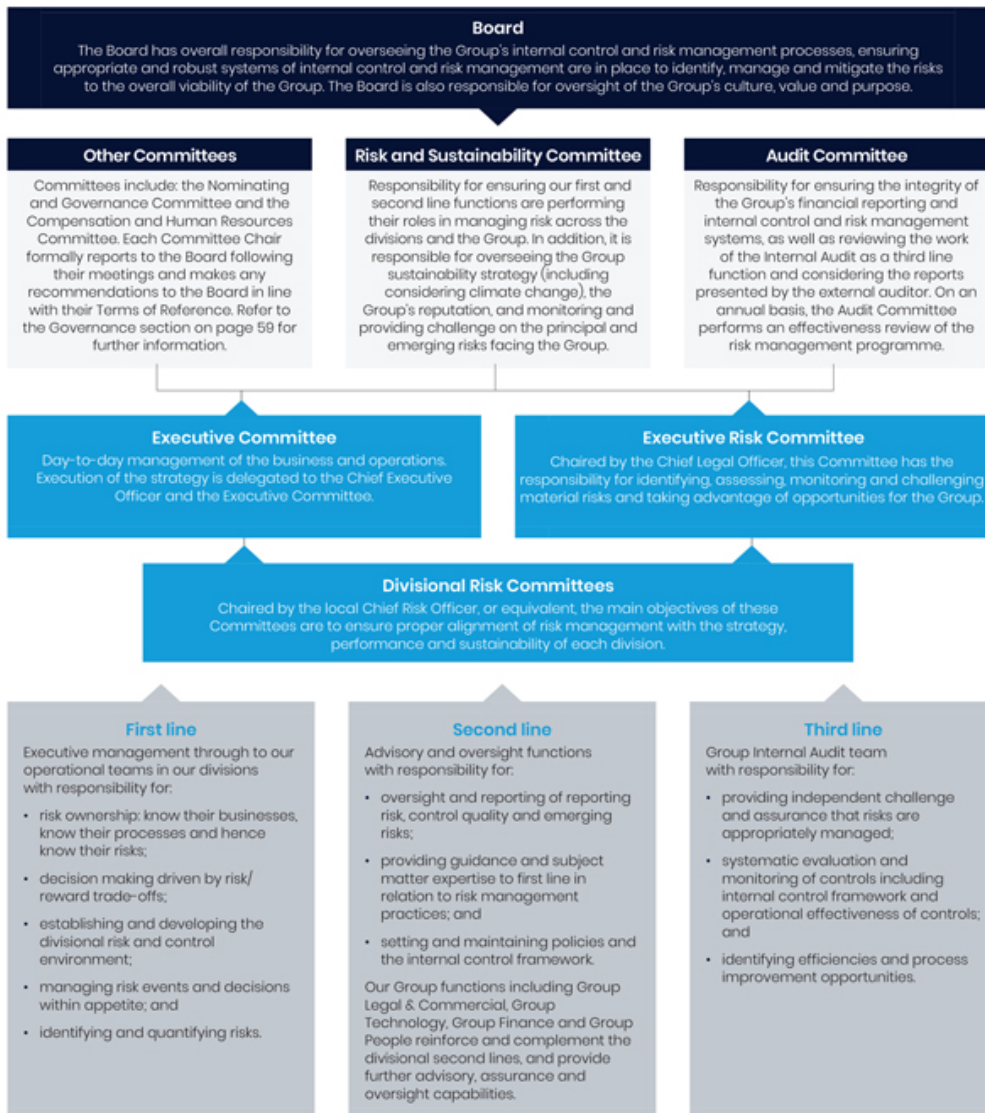 Board
The Board has overall responsibility for overseeing the Group's internal control and risk management processes, ensuring
appropriate and robust systems of internal control and risk management are in place to identify, manage and mitigate the risks
to the overall viability of the Group. The Board is also responsible for oversight of the Group's culture, value and purpose.
Other Committees
Committees include: the Nominating
and Governance Committee and the
Compensation and Human Resources
Committee. Each Committee Chair
formally reports to the Board following
their meetings and makes any
recommendations to the Board in line
with their Terms of Reference. Refer to
the Governance section on page 59 for
further information.
Risk and Sustainability Committee
Responsibility for ensuring our first and
second line functions are performing
their roles in managing risk across the
divisions and the Group. In addition, it is
responsible for overseeing the Group
sustainability strategy (including
considering climate change), the
Group's reputation, and monitoring and
providing challenge on the principal and
emerging risks facing the Group.
Audit Committee
Responsibility for ensuring the integrity of
the Group's financial reporting and
internal control and risk management
systems, as well as reviewing the work
of the Internal Audit as a third line
function and considering the reports
presented by the external auditor. On an
annual basis, the Audit Committee
performs an effectiveness review of the
risk management programme.
Executive Committee
Day-to-day management of the business and operations.
Execution of the strategy is delegated to the Chief Executive
Officer and the Executive Committee.
Executive Risk Committee
Chaired by the Chief Legal Officer, this Committee has the
responsibility for identifying, assessing, monitoring and challenging
material risks and taking advantage of opportunities for the Group.
Divisional Risk Committees
Chaired by the local Chief Risk Officer, or equivalent, the main objectives of these
Committees are to ensure proper alignment of risk management with the strategy,
performance and sustainability of each division.
First line
Executive management through to our
operational teams in our divisions
with responsibility for:
• risk ownership: know their businesses,
know their processes and hence
know their risks;
• decision making driven by risk/
reward trade-offs;
• establishing and developing the
divisional risk and control
environment;
• managing risk events and decisions
within appetite; and
• identifying and quantifying risks.
Second line
Advisory and oversight functions
with responsibility for:
• oversight and reporting of reporting
risk, control quality and emerging
risks;
• providing guidance and subject
matter expertise to first line in
relation to risk management
practices; and
• setting and maintaining policies and
the internal control framework.
Our Group functions including Group
Legal & Commercial, Group
Technology, Group Finance and Group
People reinforce and complement the
divisional second lines, and provide
further advisory, assurance and
oversight capabilities.
Third line
Group Internal Audit team
with responsibility for:
• providing independent challenge
and assurance that risks are
appropriately managed;
• systematic evaluation and
monitoring of controls including
internal control framework and
operational effectiveness of controls;
and
• identifying efficiencies and process
improvement opportunities.